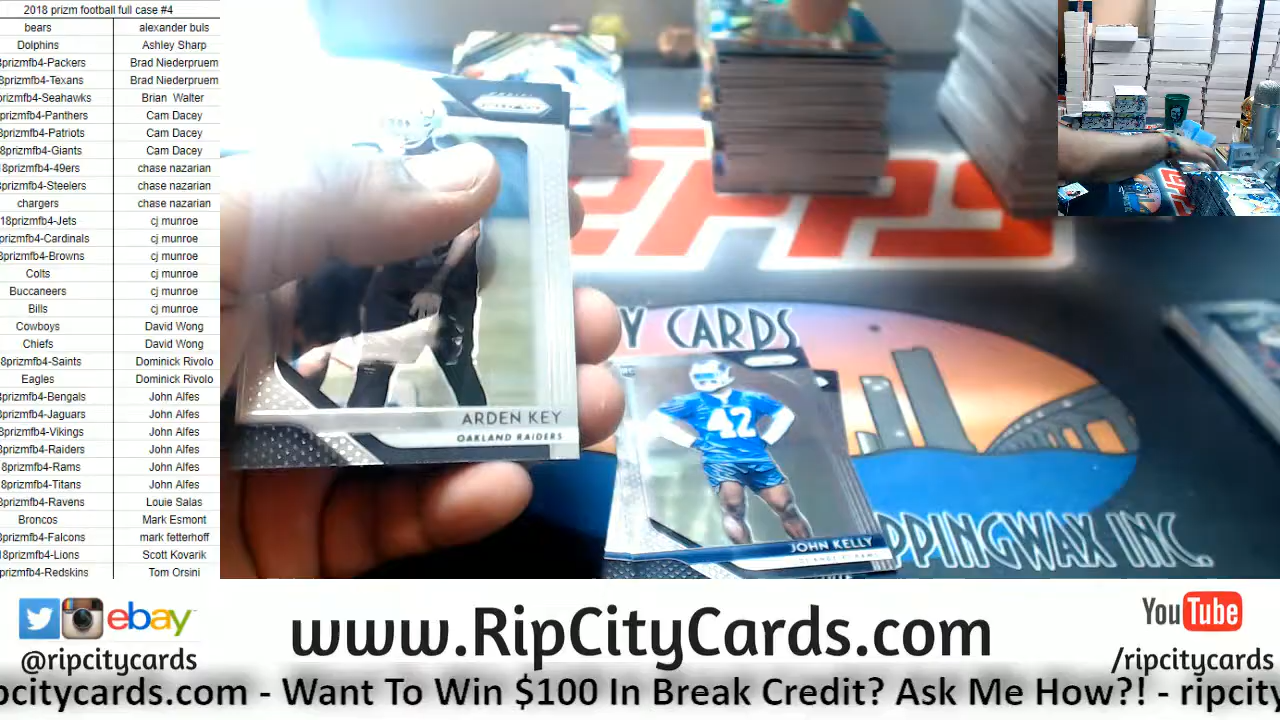 2018 prizm football full case #4
bears alexander buls
Dolphins Ashley Sharp
8prizmfb4-Packers Brad Niederpruem
8prizmfb4-Texans Brad Niederpruem
rizmfb4-Seahawks Brian Walter
prizmfb4-Panthers Cam Dacey
8prizmfb4-Patriots Cam Dacey
8prizmfb4-Giants Cam Dacey
18prizmfb4-49ers chase nazarian
prizmfb4-Steelers chase nazarian
chargers chase nazarian
18prizmfb4-Jets cj munroe
rizmfb4-Cardinals cj munroe
prizmfb4-Browns cj munroe
Colts cj munroe
Buccaneers cj munroe
Bills cj munroe
Cowboys David Wong
Chiefs David Wong
8prizmfb4-Saints Dominick Rivolo
Eagles Dominick Rivolo
prizmfb4-Bengals John Alfes
prizmfb4-Jaguars John Alfes
8prizmfb4-Vikings John Alfes
prizmfb4-Raiders John Alfes
8prizmfb4-Rams John Alfes
8prizmfb4-Titans John Alfes
prizmfb4-Ravens Louie Salas
Broncos Mark Esmont
prizmfb4-Falcons mark fetterhoff
18prizmfb4-Lions Scott Kovarik
prizmfb4-Redskins Tom Orsini
ARDEN KEY
OAKLAND RAIDERS
Y CARDS
42
JOHN KELLY
PPINGWAX INC.
ebay
@ripcitycards
www.RipCityCards.com
YouTube
/ripcitycards
pcitycards.com - Want To Win $100 In Break Credit? Ask Me How?! - ripcity